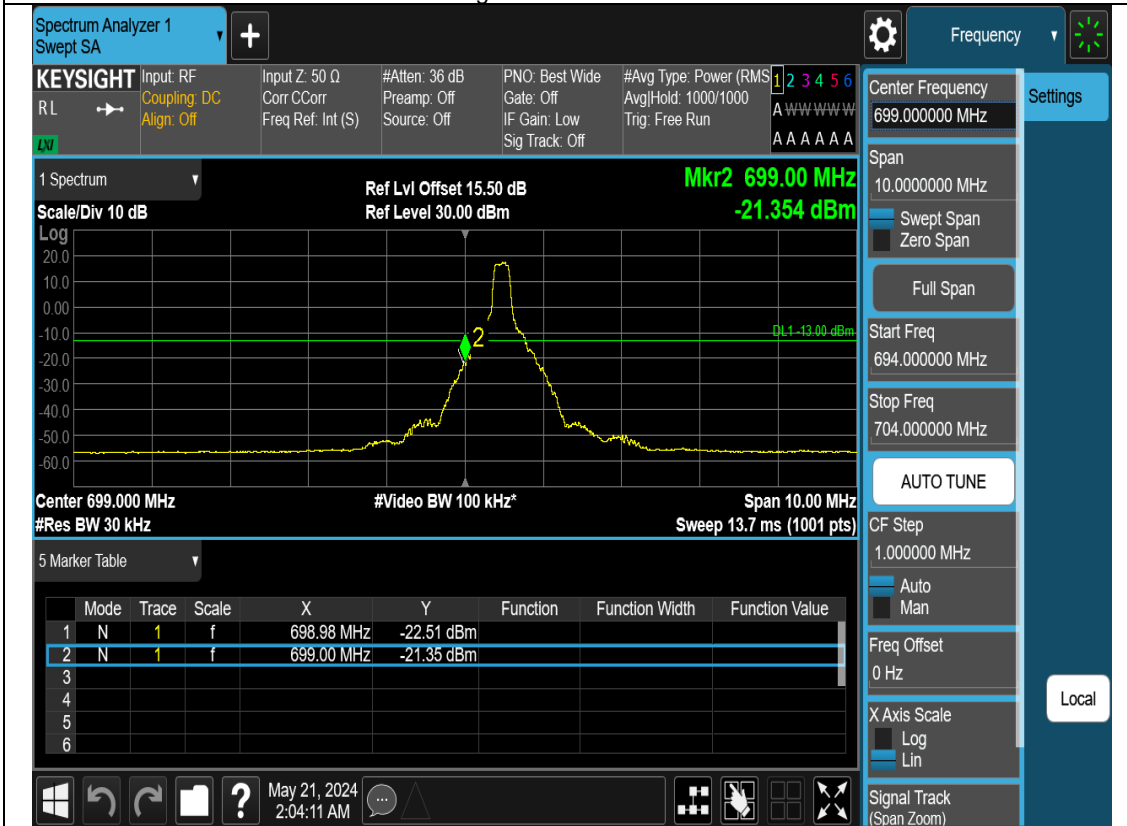 Spectrum Analyzer 1
Swept SA
+
Frequency
KEYSIGHT
RL
LXI
Input: RF
Coupling: DC
Align: Off
Input Z: 50 Ω
Corr CCorr
Freq Ref: Int (S)
#Atten: 36 dB
Preamp: Off
Source: Off
PNO: Best Wide
Gate: Off
IF Gain: Low
Sig Track: Off
#Avg Type: Power (RMS
Avg|Hold: 1000/1000
Trig: Free Run
1 2 3 4 5 6
A W W W W W
A A A A A A
1 Spectrum
Scale/Div 10 dB
Ref Lvl Offset 15.50 dB
Ref Level 30.00 dBm
Mkr2 699.00 MHz
-21.354 dBm
Log
20.0
10.0
0.00
-10.0
-20.0
-30.0
-40.0
-50.0
-60.0
2
DL1 -13.00 dBm
Center 699.000 MHz
#Video BW 100 kHz*
Span 10.00 MHz
#Res BW 30 kHz
Sweep 13.7 ms (1001 pts)
5 Marker Table
Mode Trace Scale X Y Function Function Width Function Value
1 N 1 f 698.98 MHz -22.51 dBm
2 N 1 f 699.00 MHz -21.35 dBm
3
4
5
6
May 21, 2024
2:04:11 AM
?
Center Frequency
699.000000 MHz
Settings
Span
10.0000000 MHz
Swept Span
Zero Span
Full Span
Start Freq
694.000000 MHz
Stop Freq
704.000000 MHz
AUTO TUNE
CF Step
1.000000 MHz
Auto
Man
Freq Offset
0 Hz
Local
X Axis Scale
Log
Lin
Signal Track
(Span Zoom)